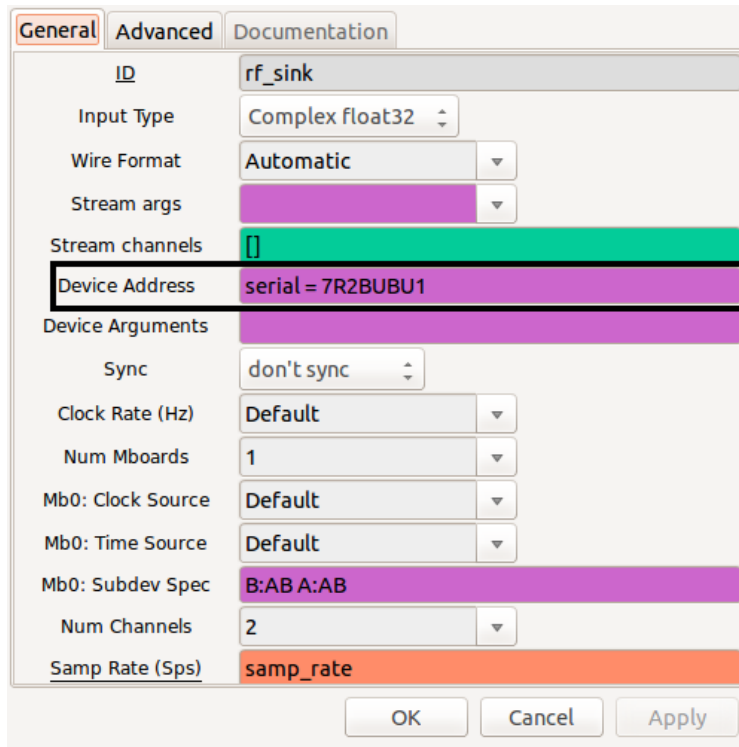 General Advanced Documentation
ID rf_sink
Input Type Complex float32
Wire Format Automatic
Stream args
Stream channels []
Device Address serial = 7R2BUBU1
Device Arguments
Sync don't sync
Clock Rate (Hz) Default
Num Mboards 1
Mb0: Clock Source Default
Mb0: Time Source Default
Mb0: Subdev Spec B:AB A:AB
Num Channels 2
Samp Rate (Sps) samp_rate
OK Cancel Apply